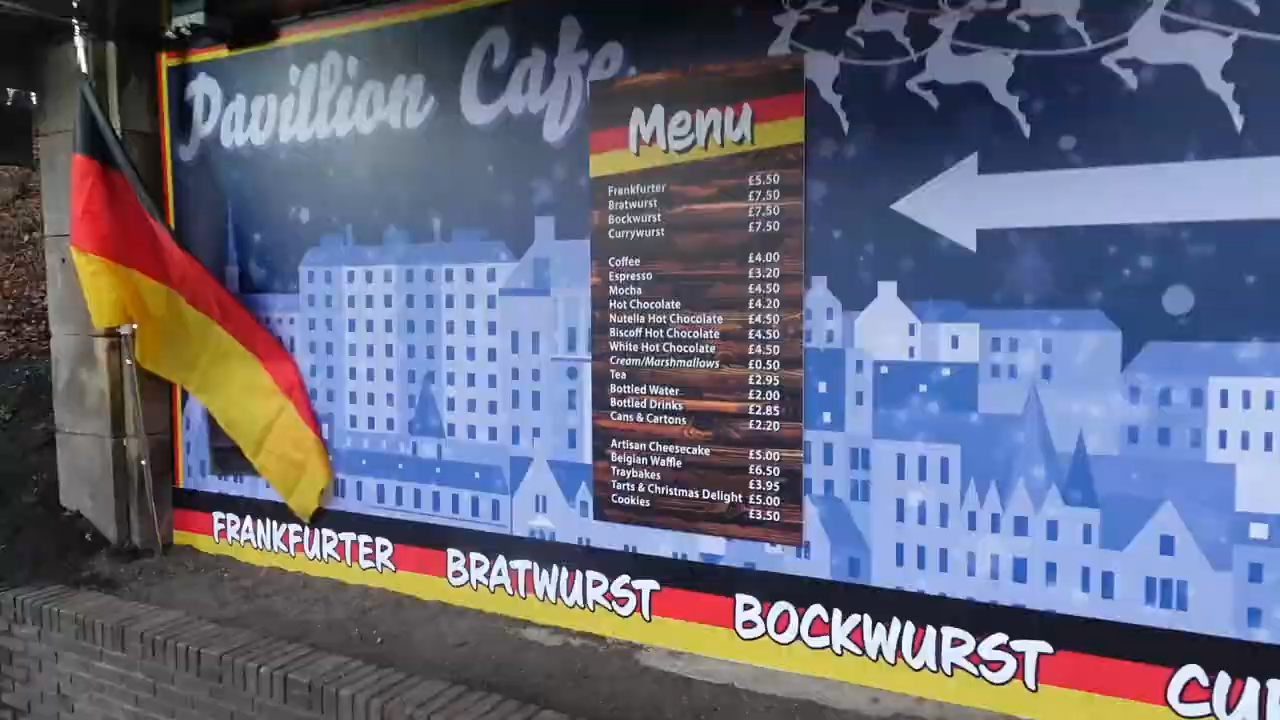 Pavillion Cafe
Menu
Frankfurter £5.50
Bratwurst £7.50
Bockwurst £7.50
Currywurst £7.50
Coffee £4.00
Espresso £3.20
Mocha £4.50
Hot Chocolate £4.20
Nutella Hot Chocolate £4.50
Biscoff Hot Chocolate £4.50
White Hot Chocolate £4.50
Cream/Marshmallows £0.50
Tea £2.95
Bottled Water £2.00
Bottled Drinks £2.85
Cans & Cartons £2.20
Artisan Cheesecake £5.00
Belgian Waffle £6.50
Traybakes £3.95
Tarts & Christmas Delight £5.00
Cookies £3.50
FRANKFURTER BRATWURST BOCKWURST CU